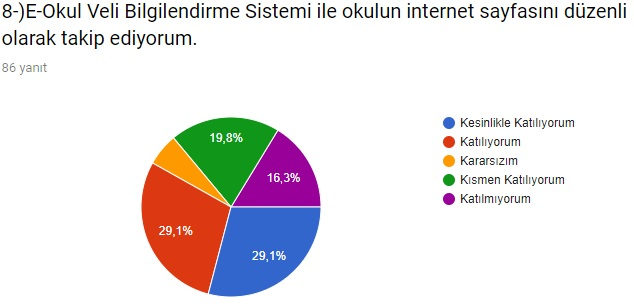 8-)E-Okul Veli Bilgilendirme Sistemi ile okulun internet sayfasını düzenli
olarak takip ediyorum.
86 yanıt
19,8%
16,3%
29,1%
29,1%
Kesinlikle Katılıyorum
Katılıyorum
Kararsızım
Kısmen Katılıyorum
Katılmıyorum